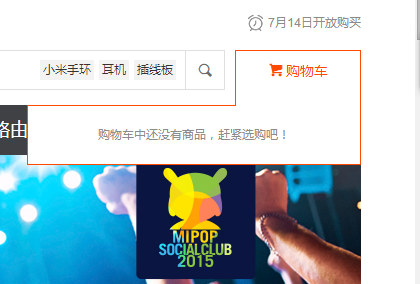 7月14日开放购买
小米手环 耳机 插线板
购物车
路由
购物车中还没有商品，赶紧选购吧！
MIPOP
SOCIALCLUB
2015